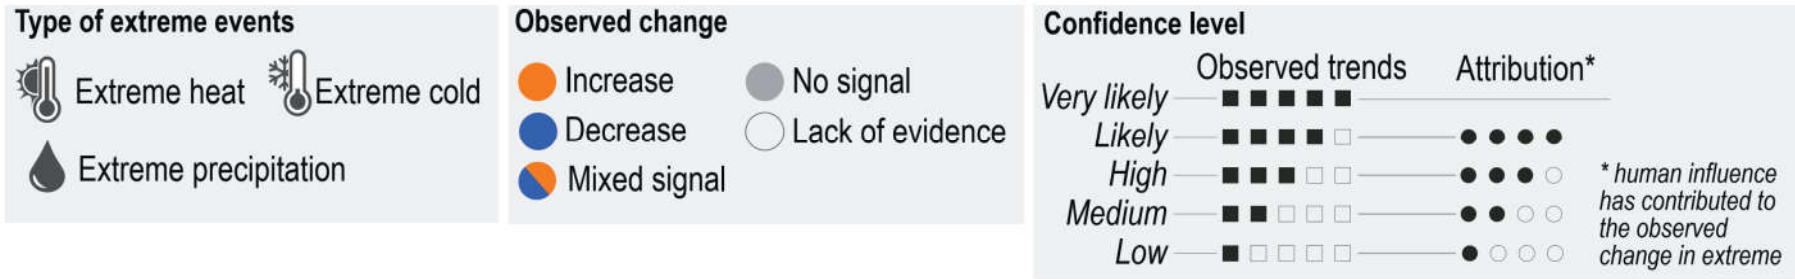 Type of extreme events
Extreme heat
Extreme cold
Extreme precipitation
Observed change
Increase
No signal
Decrease
Lack of evidence
Mixed signal
Confidence level
Observed trends
Attribution*
Very likely
Likely
High
Medium
Low
* human influence
has contributed to
the observed
change in extreme